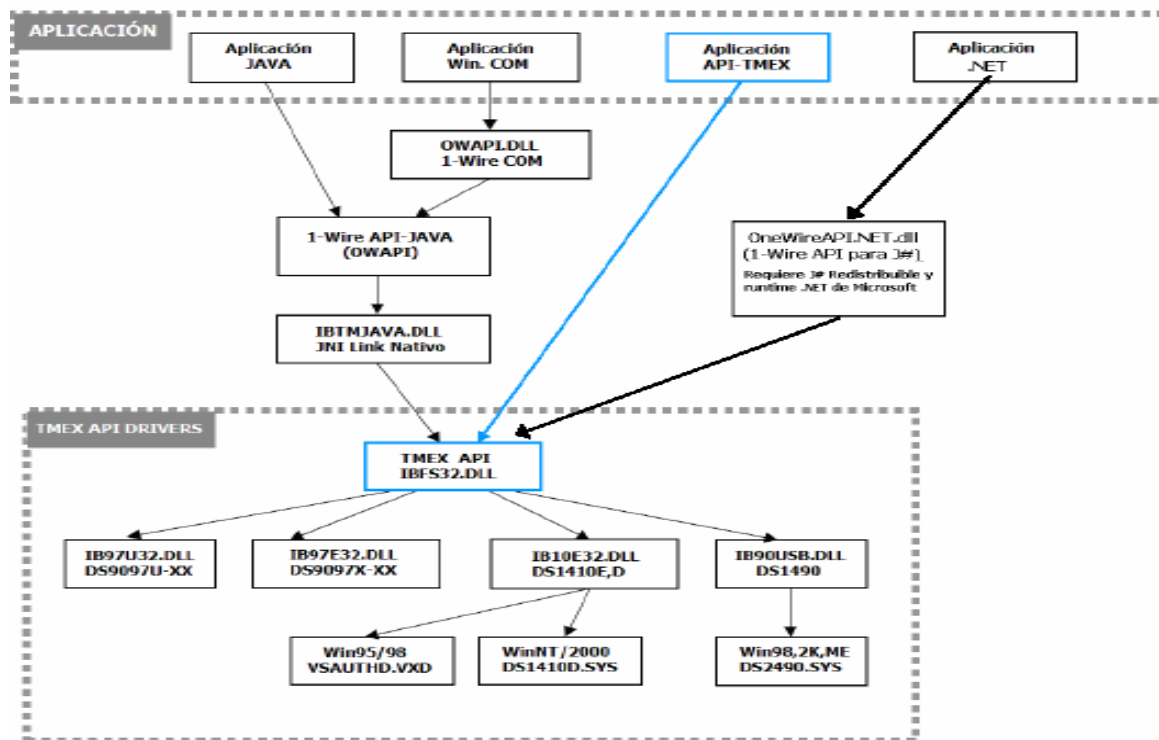 APLICACIÓN
Aplicación
JAVA
Aplicación
Win. COM
Aplicación
API-TMEX
Aplicación
.NET
OWAPI.DLL
1-Wire COM
1-Wire API-JAVA
(OWAPI)
OneWireAPI.NET.dll
(1-Wire API para J#)
Requiere J# Redistribuible y
runtime .NET de Microsoft
IBTMJAVA.DLL
JNI Link Nativo
TMEX API DRIVERS
TMEX API
IBFS32.DLL
IB97U32.DLL
DS9097U-XX
IB97E32.DLL
DS9097X-XX
IB10E32.DLL
DS1410E,D
IB90USB.DLL
DS1490
Win95/98
VSAUTHD.VXD
WinNT/2000
DS1410D.SYS
Win98,2K,ME
DS2490.SYS